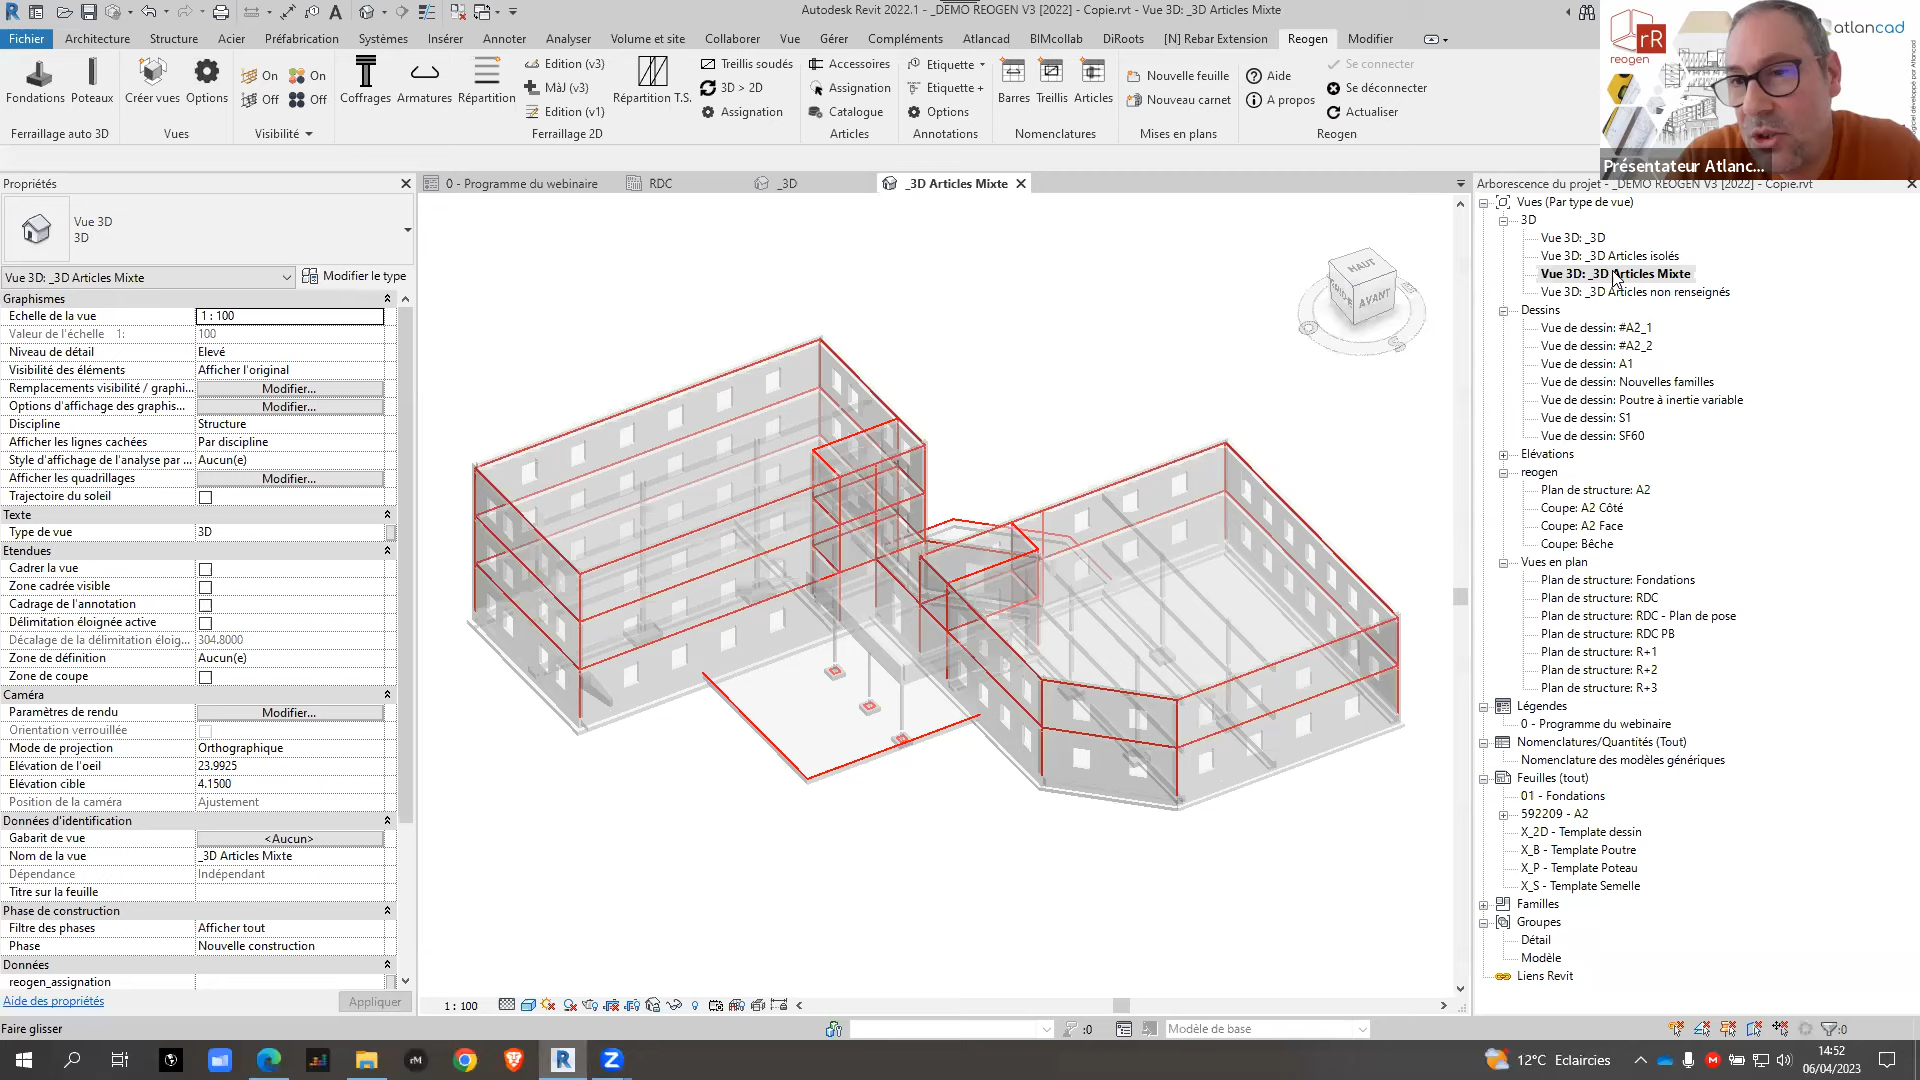 Autodesk Revit 2022.1 - _DEMO REOGEN V3 [2022] - Copie.rvt - Vue 3D: _3D Articles Mixte
Fichier
Architecture
Structure
Acier
Préfabrication
Systèmes
Insérer
Annoter
Analyser
Volume et site
Collaborer
Vue
Gérer
Compléments
Atlancad
BIMcollab
DiRoots
[N] Rebar Extension
Reogen
Modifier
Fondations
Poteaux
Ferraillage auto 3D
Créer vues
Options
Vues
On
On
Off
Off
Visibilité
Coffrages
Armatures
Répartition
Edition (v3)
MàJ (v3)
Edition (v1)
Répartition T.S.
Treillis soudés
3D > 2D
Assignation
Ferraillage 2D
Accessoires
Assignation
Catalogue
Articles
Etiquette
Etiquette +
Options
Annotations
Barres
Treillis
Articles
Nomenclatures
Nouvelle feuille
Nouveau carnet
Mises en plans
Aide
A propos
Se connecter
Se déconnecter
Actualiser
Reogen
reogen
rR
atlancad
Présentateur Atlanc...
Propriétés
Vue 3D
3D
Vue 3D: _3D Articles Mixte
Modifier le type
Graphismes
Echelle de la vue 1 : 100
Valeur de l'échelle 1: 100
Niveau de détail Elevé
Visibilité des éléments Afficher l'original
Remplacements visibilité / graphi... Modifier...
Options d'affichage des graphis... Modifier...
Discipline Structure
Afficher les lignes cachées Par discipline
Style d'affichage de l'analyse par ... Aucun(e)
Afficher les quadrillages Modifier...
Trajectoire du soleil
Texte
Type de vue 3D
Etendues
Cadrer la vue
Zone cadrée visible
Cadrage de l'annotation
Délimitation éloignée active
Décalage de la délimitation éloig... 304.8000
Zone de définition Aucun(e)
Zone de coupe
Caméra
Paramètres de rendu Modifier...
Orientation verrouillée
Mode de projection Orthographique
Elévation de l'oeil 23.9925
Elévation cible 4.1500
Position de la caméra Ajustement
Données d'identification
Gabarit de vue <Aucun>
Nom de la vue _3D Articles Mixte
Dépendance Indépendant
Titre sur la feuille
Phase de construction
Filtre des phases Afficher tout
Phase Nouvelle construction
Données
reogen_assignation
Aide des propriétés
Appliquer
0 - Programme du webinaire
RDC
_3D
_3D Articles Mixte
HAUT
AVANT
1 : 100
Arborescence du projet - _DEMO REOGEN V3 [2022] - Copie.rvt
Vues (Par type de vue)
3D
Vue 3D: _3D
Vue 3D: _3D Articles isolés
Vue 3D: _3D Articles Mixte
Vue 3D: _3D Articles non renseignés
Dessins
Vue de dessin: #A2_1
Vue de dessin: #A2_2
Vue de dessin: A1
Vue de dessin: Nouvelles familles
Vue de dessin: Poutre à inertie variable
Vue de dessin: S1
Vue de dessin: SF60
Elévations
reogen
Plan de structure: A2
Coupe: A2 Côté
Coupe: A2 Face
Coupe: Bêche
Vues en plan
Plan de structure: Fondations
Plan de structure: RDC
Plan de structure: RDC - Plan de pose
Plan de structure: RDC PB
Plan de structure: R+1
Plan de structure: R+2
Plan de structure: R+3
Légendes
0 - Programme du webinaire
Nomenclatures/Quantités (Tout)
Nomenclature des modèles génériques
Feuilles (tout)
01 - Fondations
592209 - A2
X_2D - Template dessin
X_B - Template Poutre
X_P - Template Poteau
X_S - Template Semelle
Familles
Groupes
Détail
Modèle
Liens Revit
Faire glisser
:0
Modèle de base
:0
12°C Eclaircies
14:52
06/04/2023